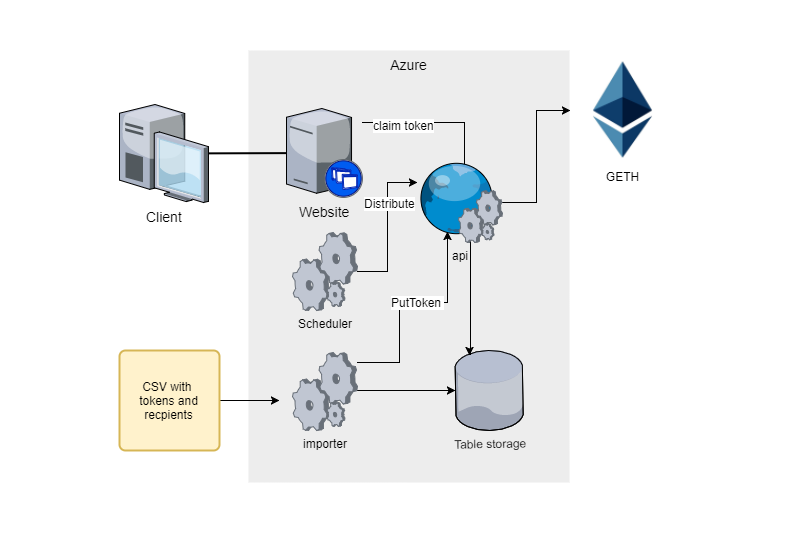 Azure
claim token
GETH
Client
Website
Distribute
api
PutToken
Scheduler
CSV with
tokens and
recpients
importer
Table storage